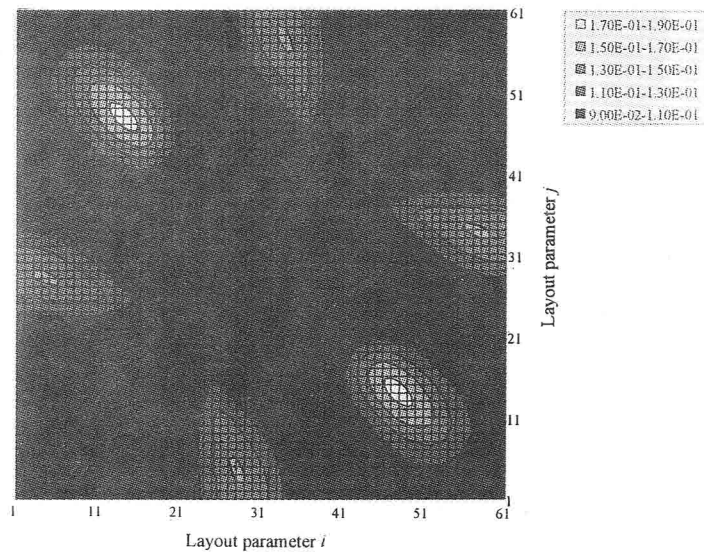 61
51
41
31
21
11
1
Layout parameter j
1 11 21 31 41 51 61
Layout parameter i
1.70E-01-1.90E-01
1.50E-01-1.70E-01
1.30E-01-1.50E-01
1.10E-01-1.30E-01
9.00E-02-1.10E-01